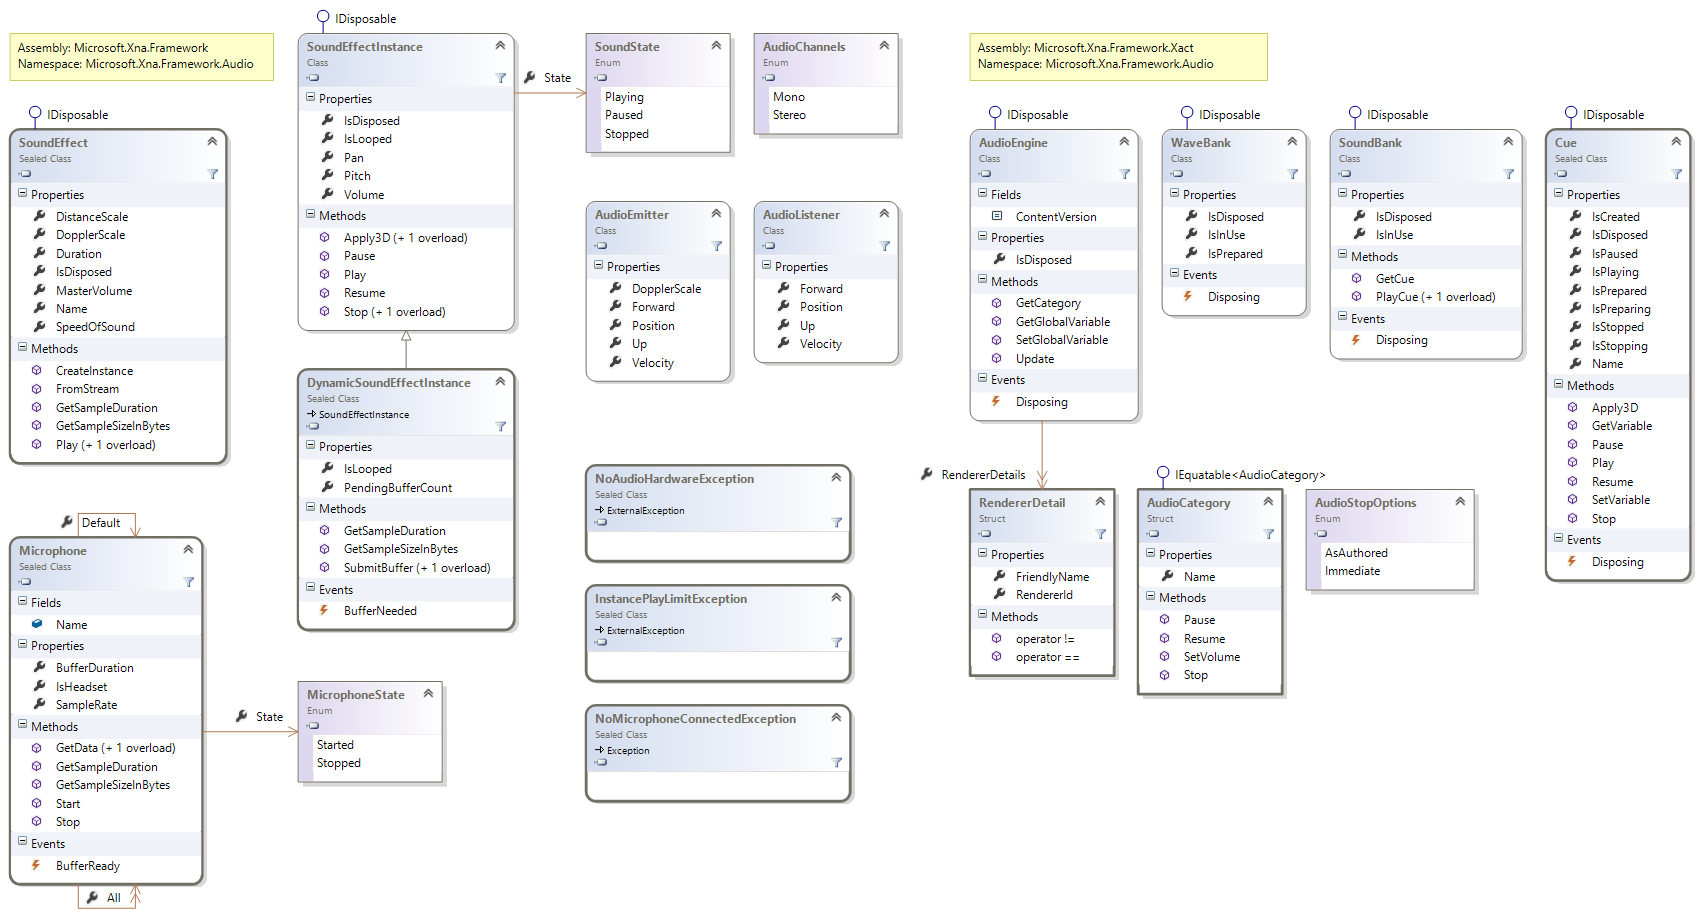 Assembly: Microsoft.Xna.Framework
Namespace: Microsoft.Xna.Framework.Audio
IDisposable
SoundEffect
Sealed Class
Properties
DistanceScale
DopplerScale
Duration
IsDisposed
MasterVolume
Name
SpeedOfSound
Methods
CreateInstance
FromStream
GetSampleDuration
GetSampleSizeInBytes
Play (+ 1 overload)
Default
Microphone
Sealed Class
Fields
Name
Properties
BufferDuration
IsHeadset
SampleRate
Methods
GetData (+ 1 overload)
GetSampleDuration
GetSampleSizeInBytes
Start
Stop
Events
BufferReady
All
IDisposable
SoundEffectInstance
Class
Properties
IsDisposed
IsLooped
Pan
Pitch
Volume
Methods
Apply3D (+ 1 overload)
Pause
Play
Resume
Stop (+ 1 overload)
State
DynamicSoundEffectInstance
Sealed Class
SoundEffectInstance
Properties
IsLooped
PendingBufferCount
Methods
GetSampleDuration
GetSampleSizeInBytes
SubmitBuffer (+ 1 overload)
Events
BufferNeeded
State
MicrophoneState
Enum
Started
Stopped
SoundState
Enum
Playing
Paused
Stopped
AudioChannels
Enum
Mono
Stereo
AudioEmitter
Class
Properties
DopplerScale
Forward
Position
Up
Velocity
AudioListener
Class
Properties
Forward
Position
Up
Velocity
NoAudioHardwareException
Sealed Class
ExternalException
InstancePlayLimitException
Sealed Class
ExternalException
NoMicrophoneConnectedException
Sealed Class
Exception
Assembly: Microsoft.Xna.Framework.Xact
Namespace: Microsoft.Xna.Framework.Audio
IDisposable
AudioEngine
Class
Fields
ContentVersion
Properties
IsDisposed
Methods
GetCategory
GetGlobalVariable
SetGlobalVariable
Update
Events
Disposing
IDisposable
WaveBank
Class
Properties
IsDisposed
IsInUse
IsPrepared
Events
Disposing
IDisposable
SoundBank
Class
Properties
IsDisposed
IsInUse
Methods
GetCue
PlayCue (+ 1 overload)
Events
Disposing
IDisposable
Cue
Sealed Class
Properties
IsCreated
IsDisposed
IsPaused
IsPlaying
IsPrepared
IsPreparing
IsStopped
IsStopping
Name
Methods
Apply3D
GetVariable
Pause
Play
Resume
SetVariable
Stop
Events
Disposing
RendererDetails
RendererDetail
Struct
Properties
FriendlyName
RendererId
Methods
operator !=
operator ==
IEquatable<AudioCategory>
AudioCategory
Struct
Properties
Name
Methods
Pause
Resume
SetVolume
Stop
AudioStopOptions
Enum
AsAuthored
Immediate